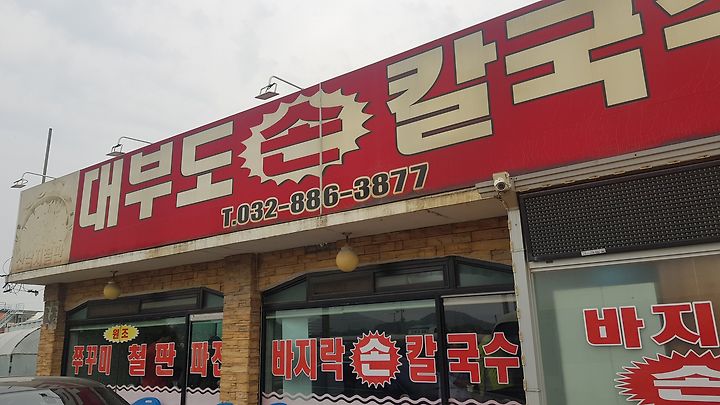 대부도 손 칼국수
T.032-886-3877
원조
쭈꾸미 철판 파전
바지락 손 칼국수
바지
손